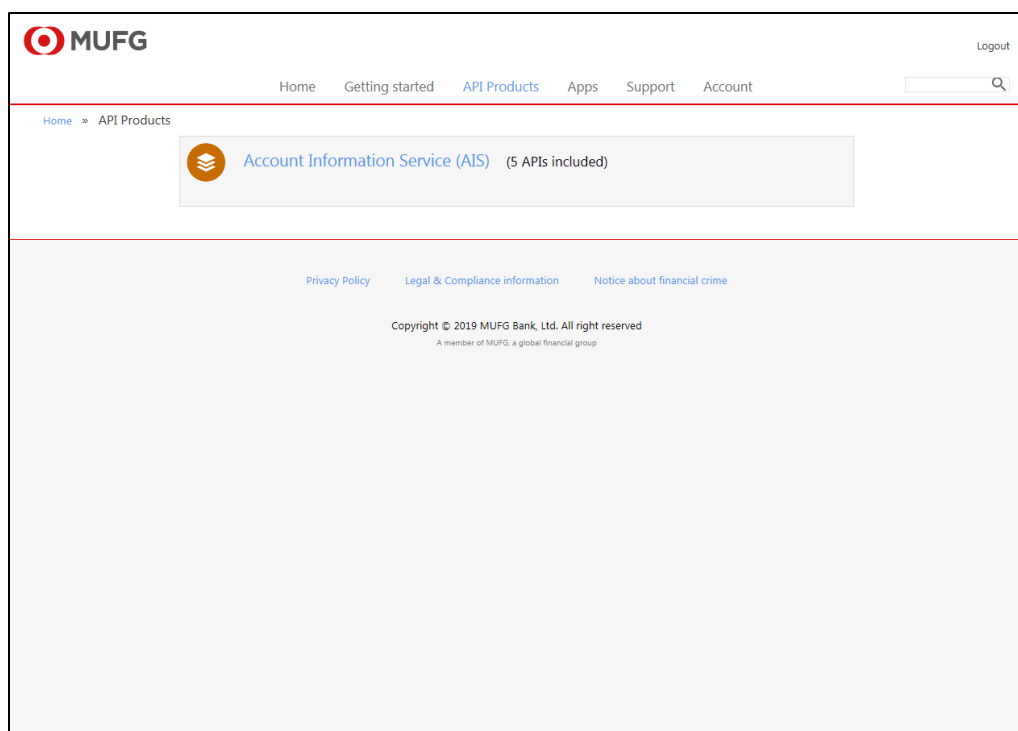 MUFG
Logout
Home Getting started API Products Apps Support Account
Home » API Products
Account Information Service (AIS) (5 APIs included)
Privacy Policy Legal & Compliance information Notice about financial crime
Copyright © 2019 MUFG Bank, Ltd. All right reserved
A member of MUFG, a global financial group